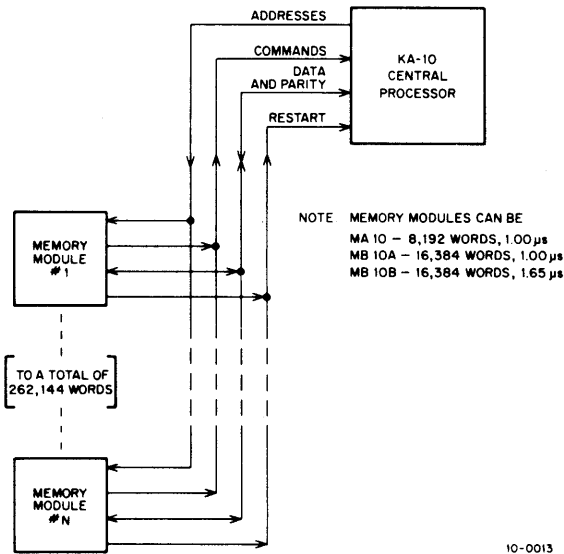 ADDRESSES
COMMANDS
DATA
AND PARITY
RESTART
KA-10
CENTRAL
PROCESSOR
NOTE. MEMORY MODULES CAN BE
MA 10 – 8,192 WORDS, 1.00 µs
MB 10A – 16,384 WORDS, 1.00 µs
MB 10B – 16,384 WORDS, 1.65 µs
MEMORY
MODULE
#1
TO A TOTAL OF
262,144 WORDS
MEMORY
MODULE
#N
10-0013